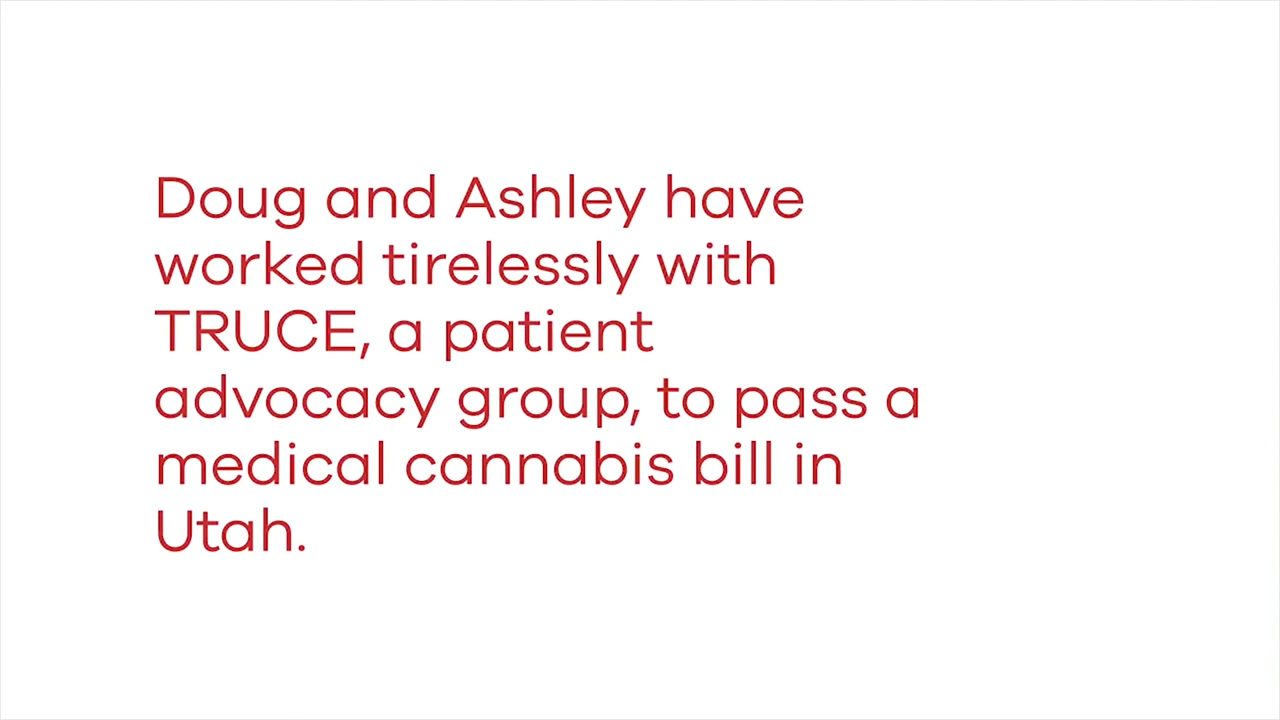 Doug and Ashley have
worked tirelessly with
TRUCE, a patient
advocacy group, to pass a
medical cannabis bill in
Utah.